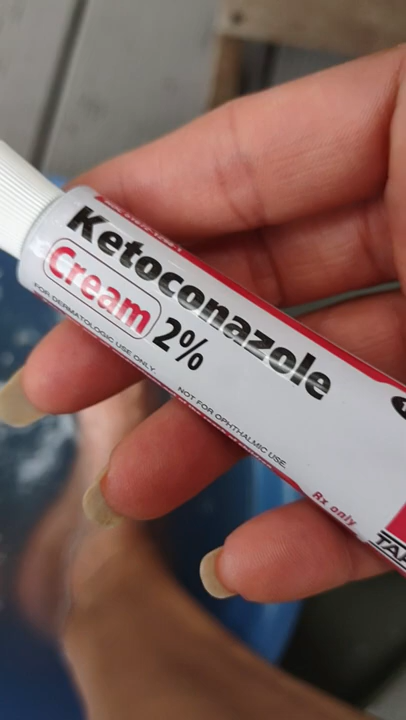 Ketoconazole
Cream 2%
FOR DERMATOLOGIC USE ONLY.
NOT FOR OPHTHALMIC USE.
Rx only